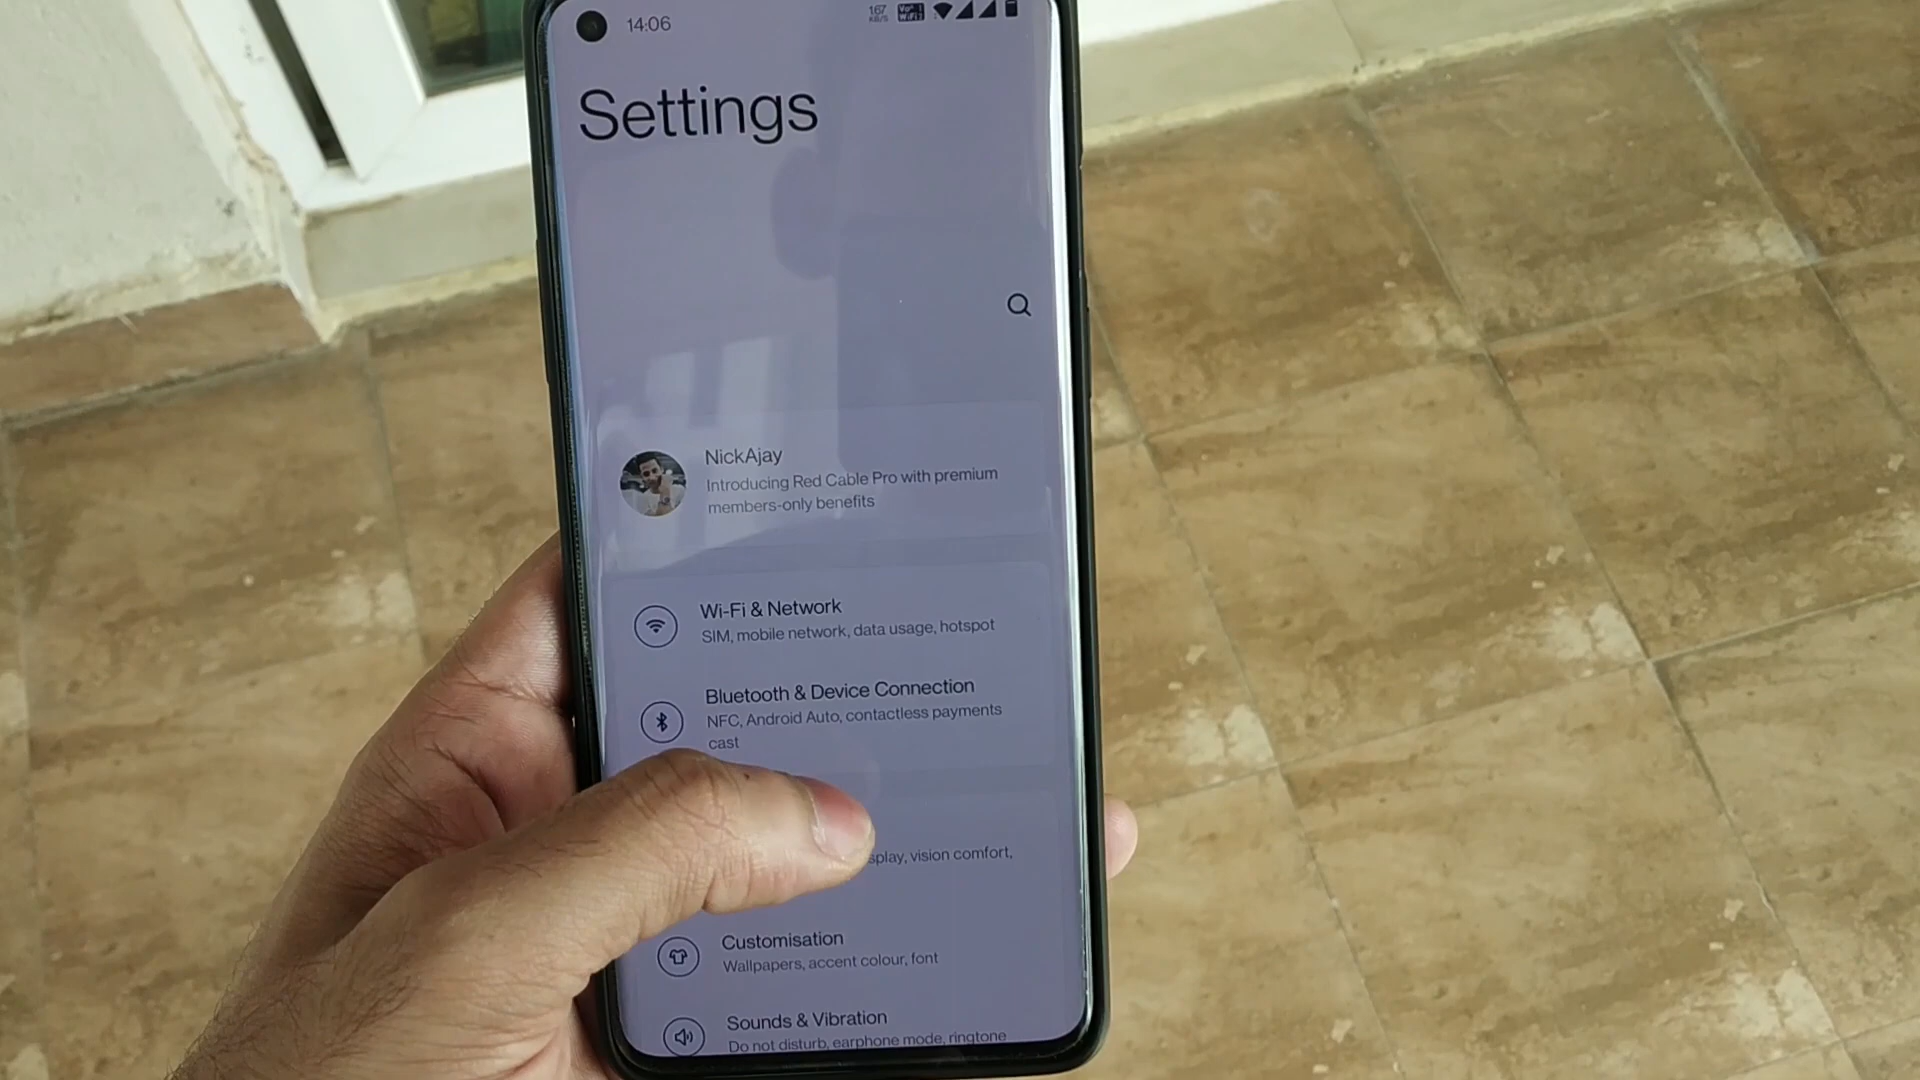 14:06
167
KB/S
Settings
NickAjay
Introducing Red Cable Pro with premium
members-only benefits
Wi-Fi & Network
SIM, mobile network, data usage, hotspot
Bluetooth & Device Connection
NFC, Android Auto, contactless payments
cast
vision comfort,
Customisation
Wallpapers, accent colour, font
Sounds & Vibration
Do not disturb, earphone mode, ringtone